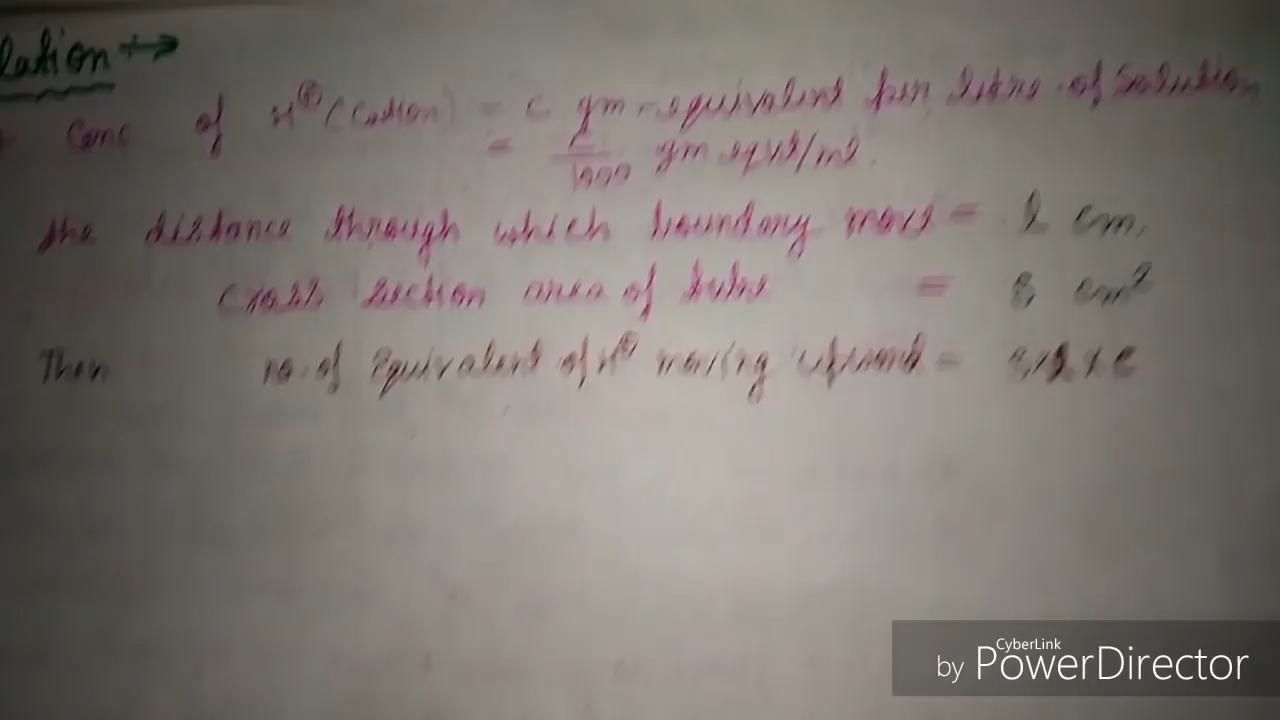 lation →
Conc of H⊕ (Cation) = C gm-equivalent per litre of Solution
= C/1000 gm eqvt/ml.
the distance through which boundary move = l cm.
Cross section area of tube = s cm²
Then no. of equivalent of H⊕ moving upward =
by CyberLink PowerDirector